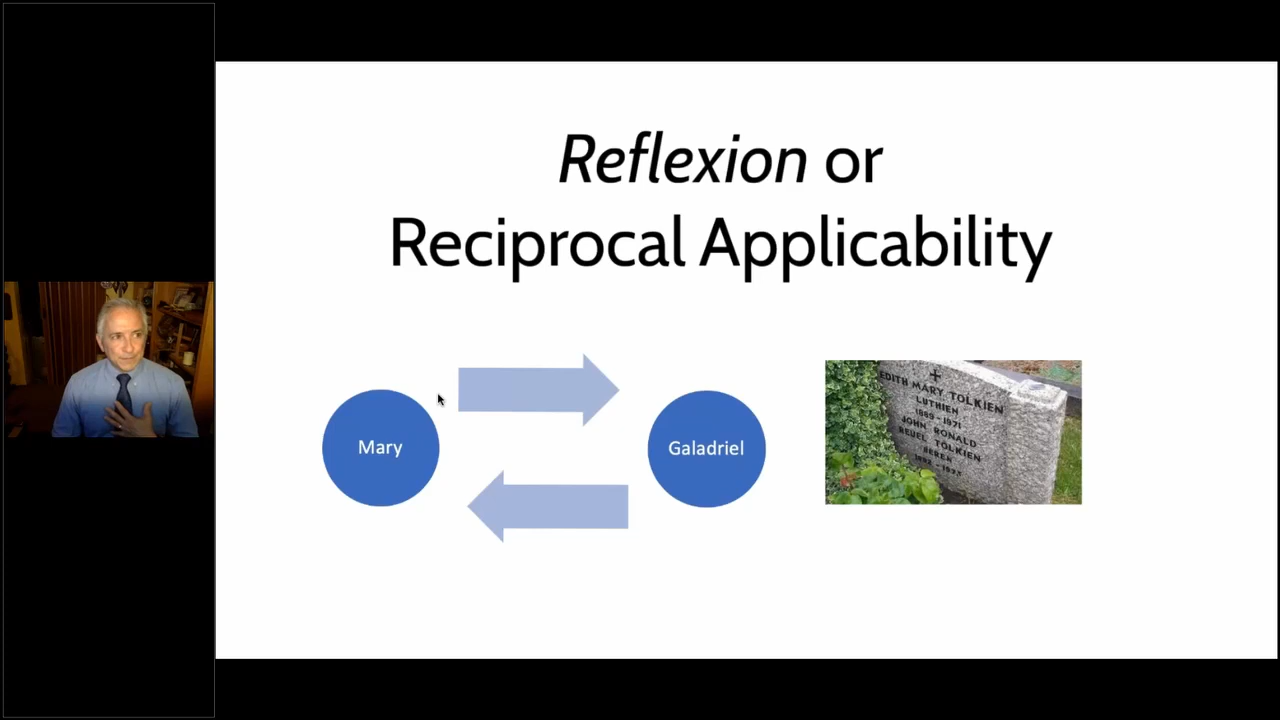 Reflexion or
Reciprocal Applicability
Mary
Galadriel
EDITH MARY TOLKIEN
LUTHIEN
1889-1971
JOHN RONALD
REUEL TOLKIEN
BEREN
1892-1973